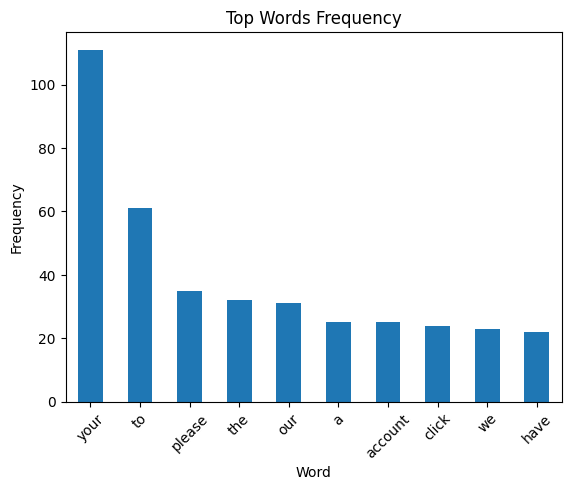 Top Words Frequency
Frequency
100
80
60
40
20
0
your
to
please
the
our
a
account
click
we
have
Word